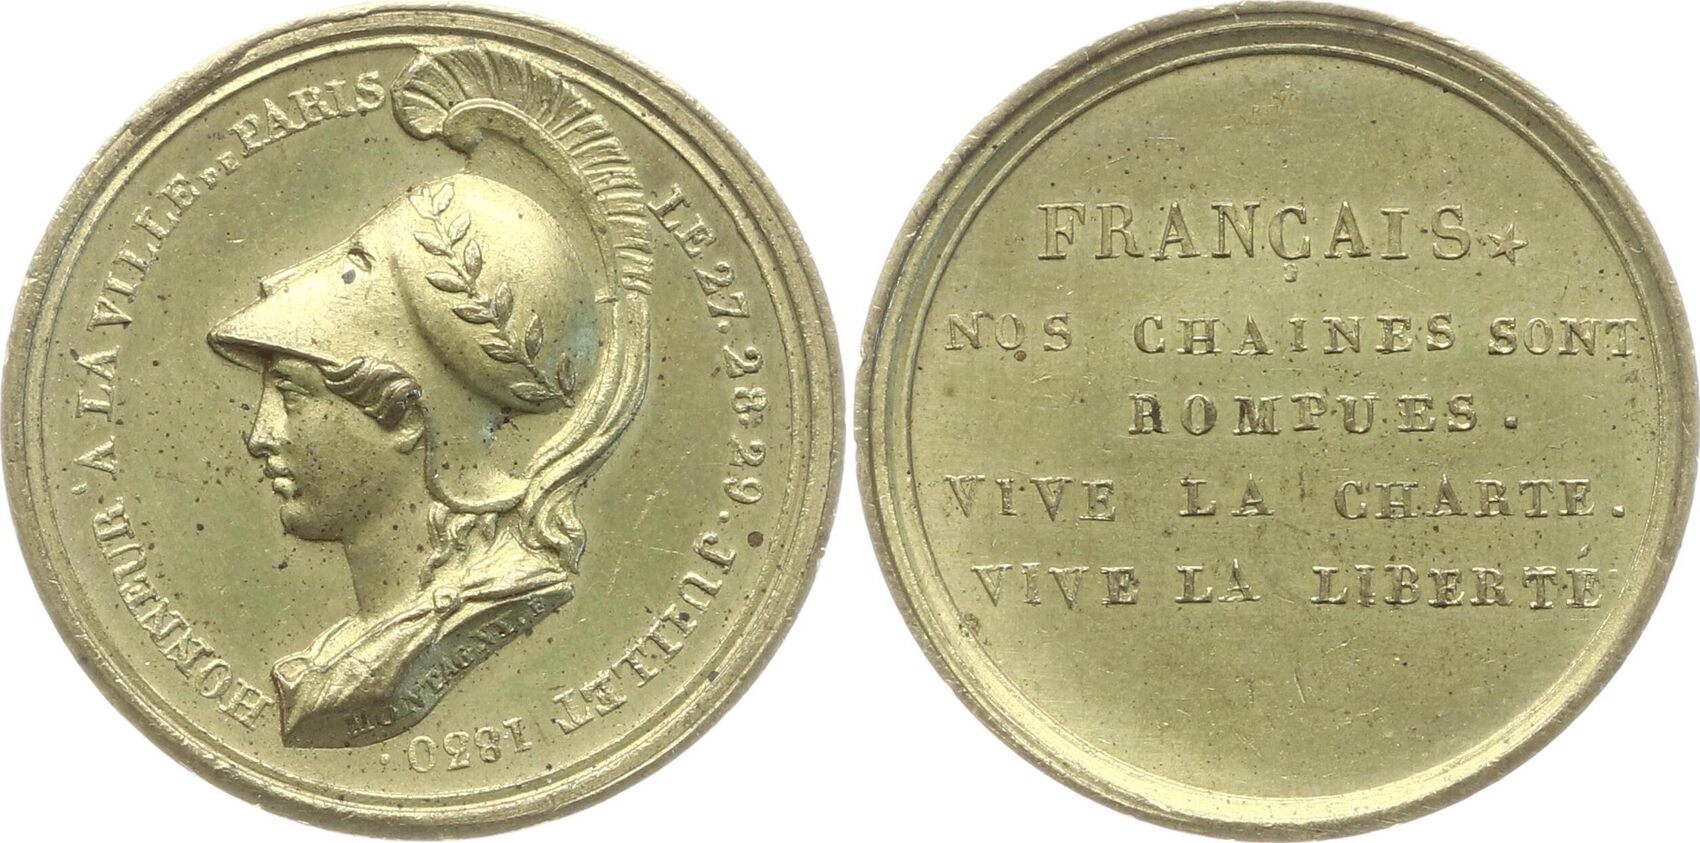 HONNEUR A LA VILLE DE PARIS LE 27. 28 & 29. JUILLET 1830.
MONTAGNY. F
FRANÇAIS ★
NOS CHAINES SONT
ROMPUES.
VIVE LA CHARTE.
VIVE LA LIBERTÉ